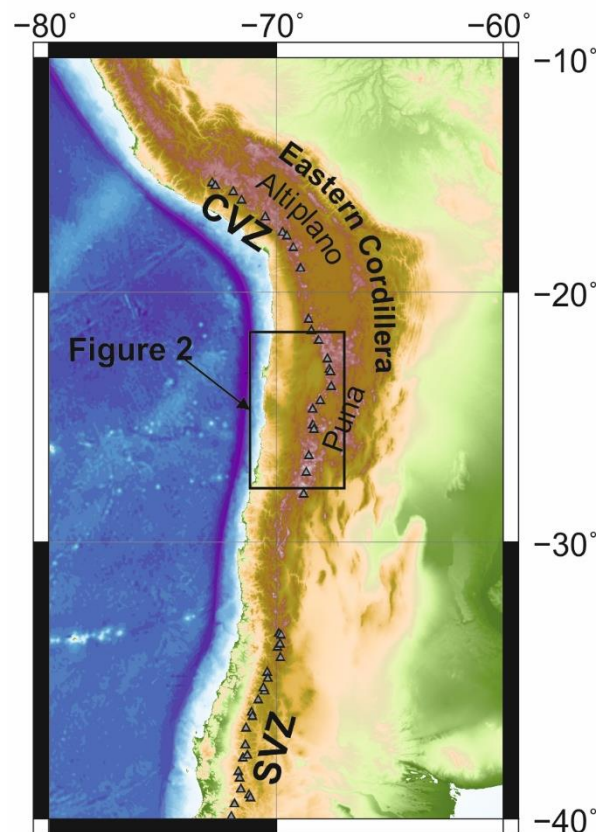 −80° −70° −60°
−10°
Eastern Cordillera
Altiplano
CVZ
−20°
Figure 2
Puna
−30°
SVZ
−40°